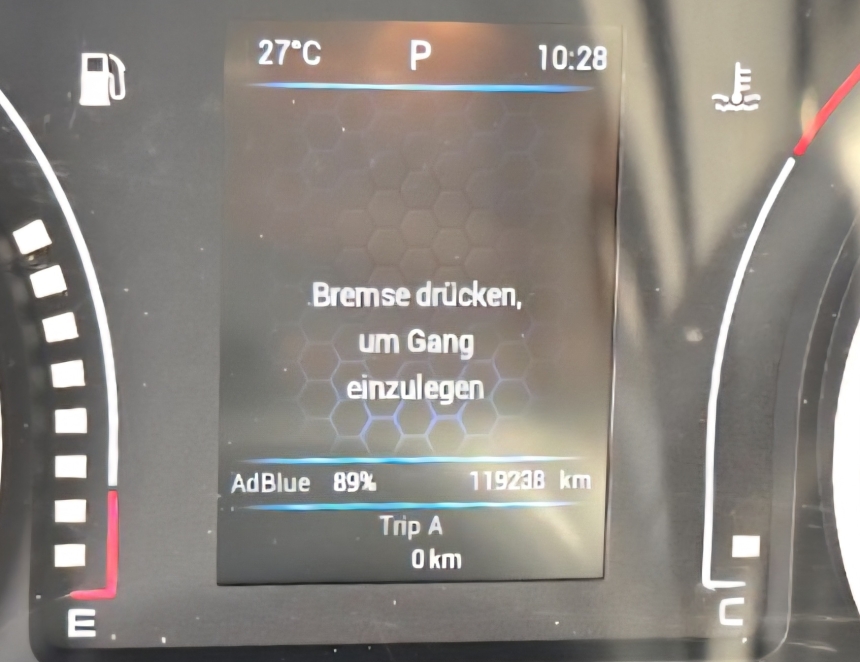 27°C P 10:28
Bremse drücken,
um Gang
einzulegen
AdBlue 89% 119238 km
Trip A
0 km
E
C